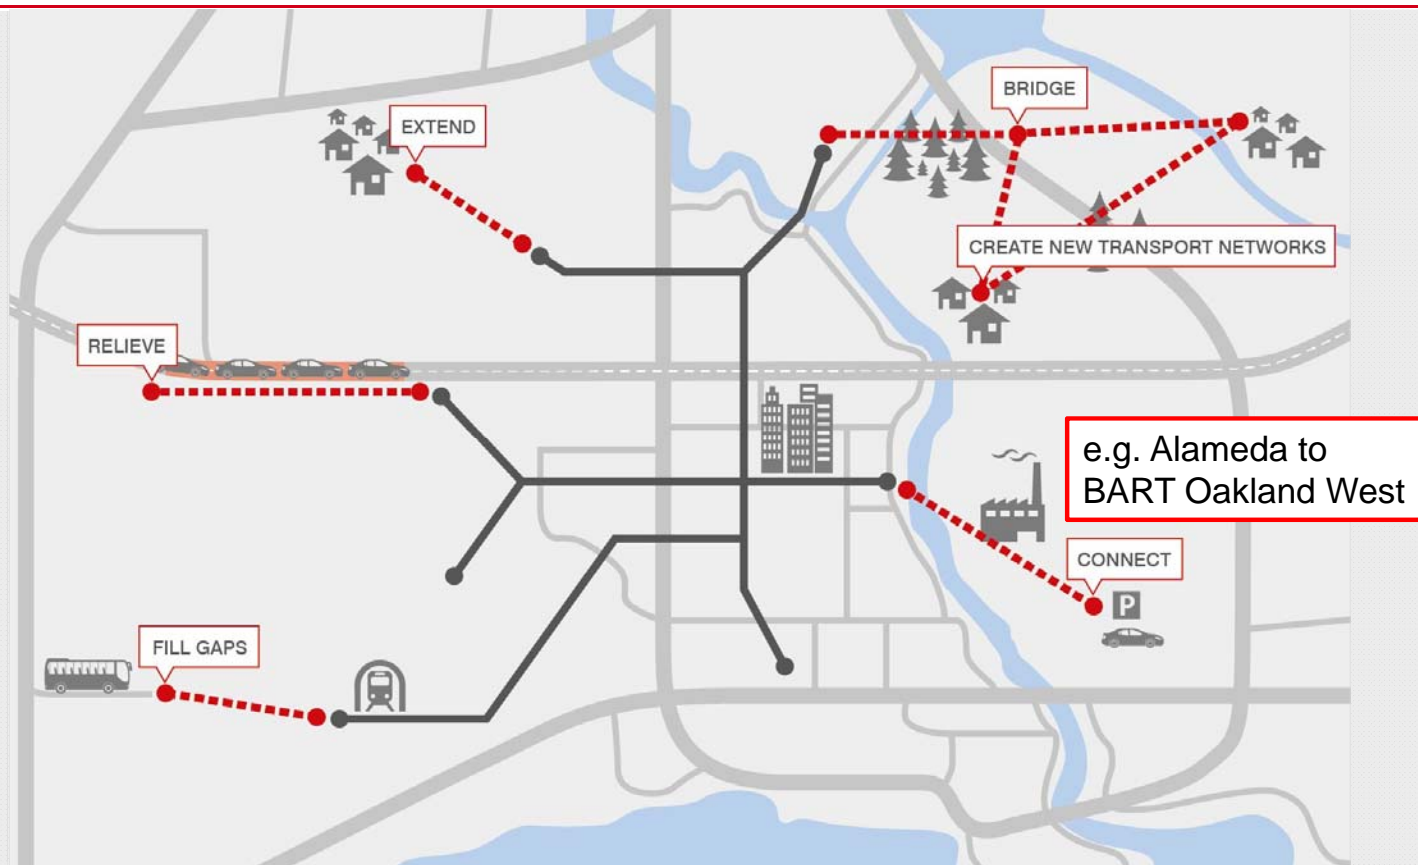 BRIDGE
EXTEND
CREATE NEW TRANSPORT NETWORKS
RELIEVE
e.g. Alameda to
BART Oakland West
CONNECT
P
FILL GAPS